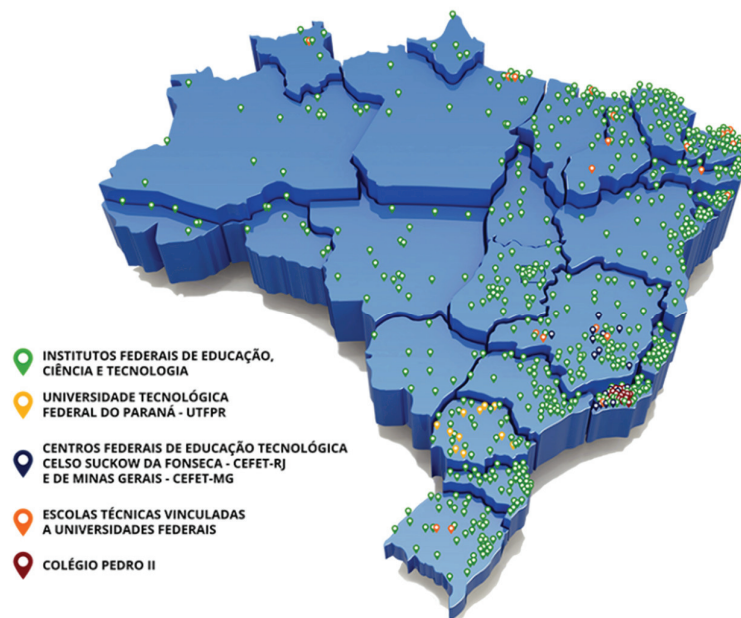 INSTITUTOS FEDERAIS DE EDUCAÇÃO,
CIÊNCIA E TECNOLOGIA
UNIVERSIDADE TECNOLÓGICA
FEDERAL DO PARANÁ - UTFPR
CENTROS FEDERAIS DE EDUCAÇÃO TECNOLÓGICA
CELSO SUCKOW DA FONSECA - CEFET-RJ
E DE MINAS GERAIS - CEFET-MG
ESCOLAS TÉCNICAS VINCULADAS
A UNIVERSIDADES FEDERAIS
COLÉGIO PEDRO II